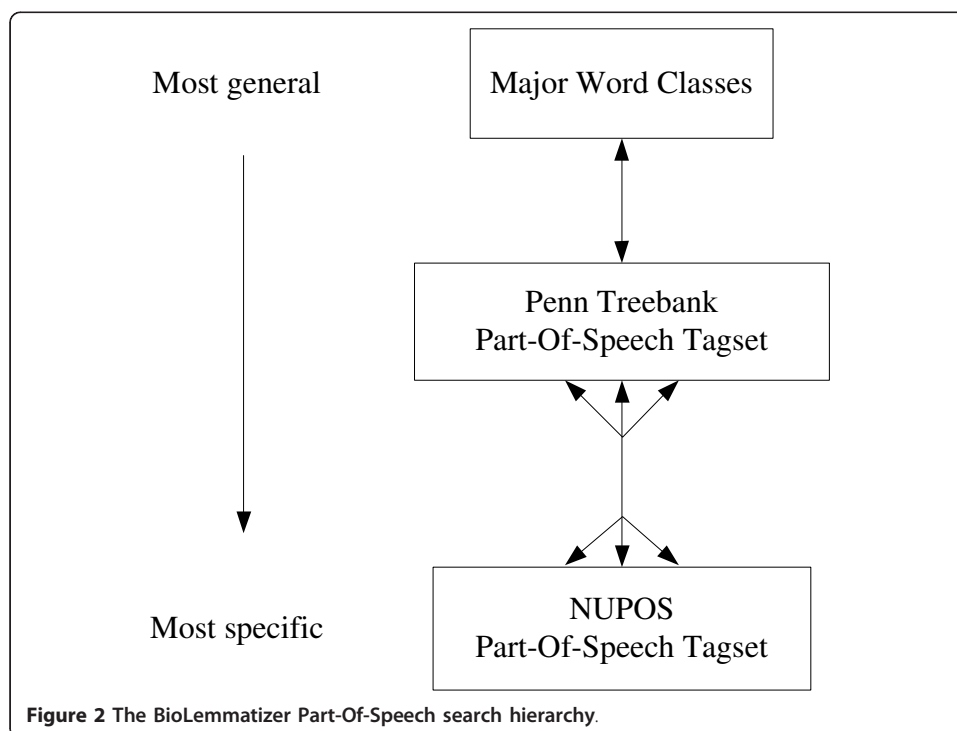 Most general
Major Word Classes
Penn Treebank
Part-Of-Speech Tagset
Most specific
NUPOS
Part-Of-Speech Tagset
Figure 2 The BioLemmatizer Part-Of-Speech search hierarchy.